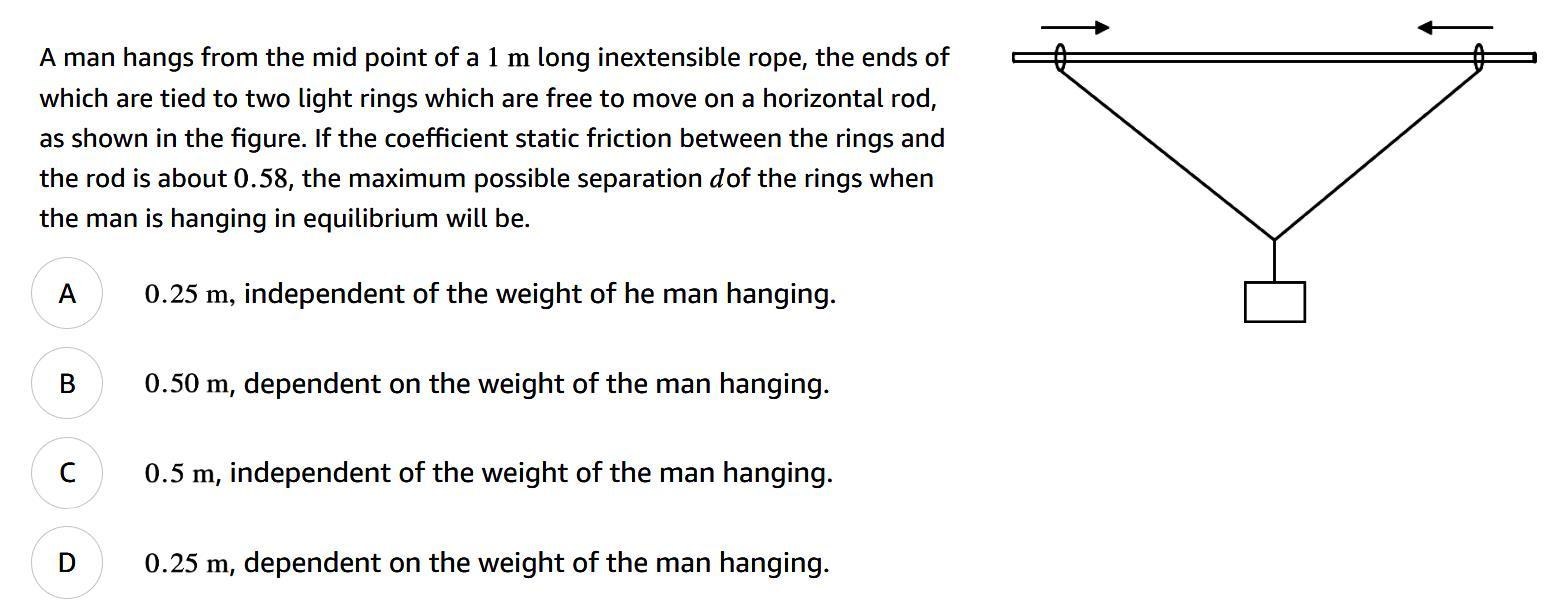 A man hangs from the mid point of a 1 m long inextensible rope, the ends of
which are tied to two light rings which are free to move on a horizontal rod,
as shown in the figure. If the coefficient static friction between the rings and
the rod is about 0.58, the maximum possible separation dof the rings when
the man is hanging in equilibrium will be.
A 0.25 m, independent of the weight of he man hanging.
B 0.50 m, dependent on the weight of the man hanging.
C 0.5 m, independent of the weight of the man hanging.
D 0.25 m, dependent on the weight of the man hanging.